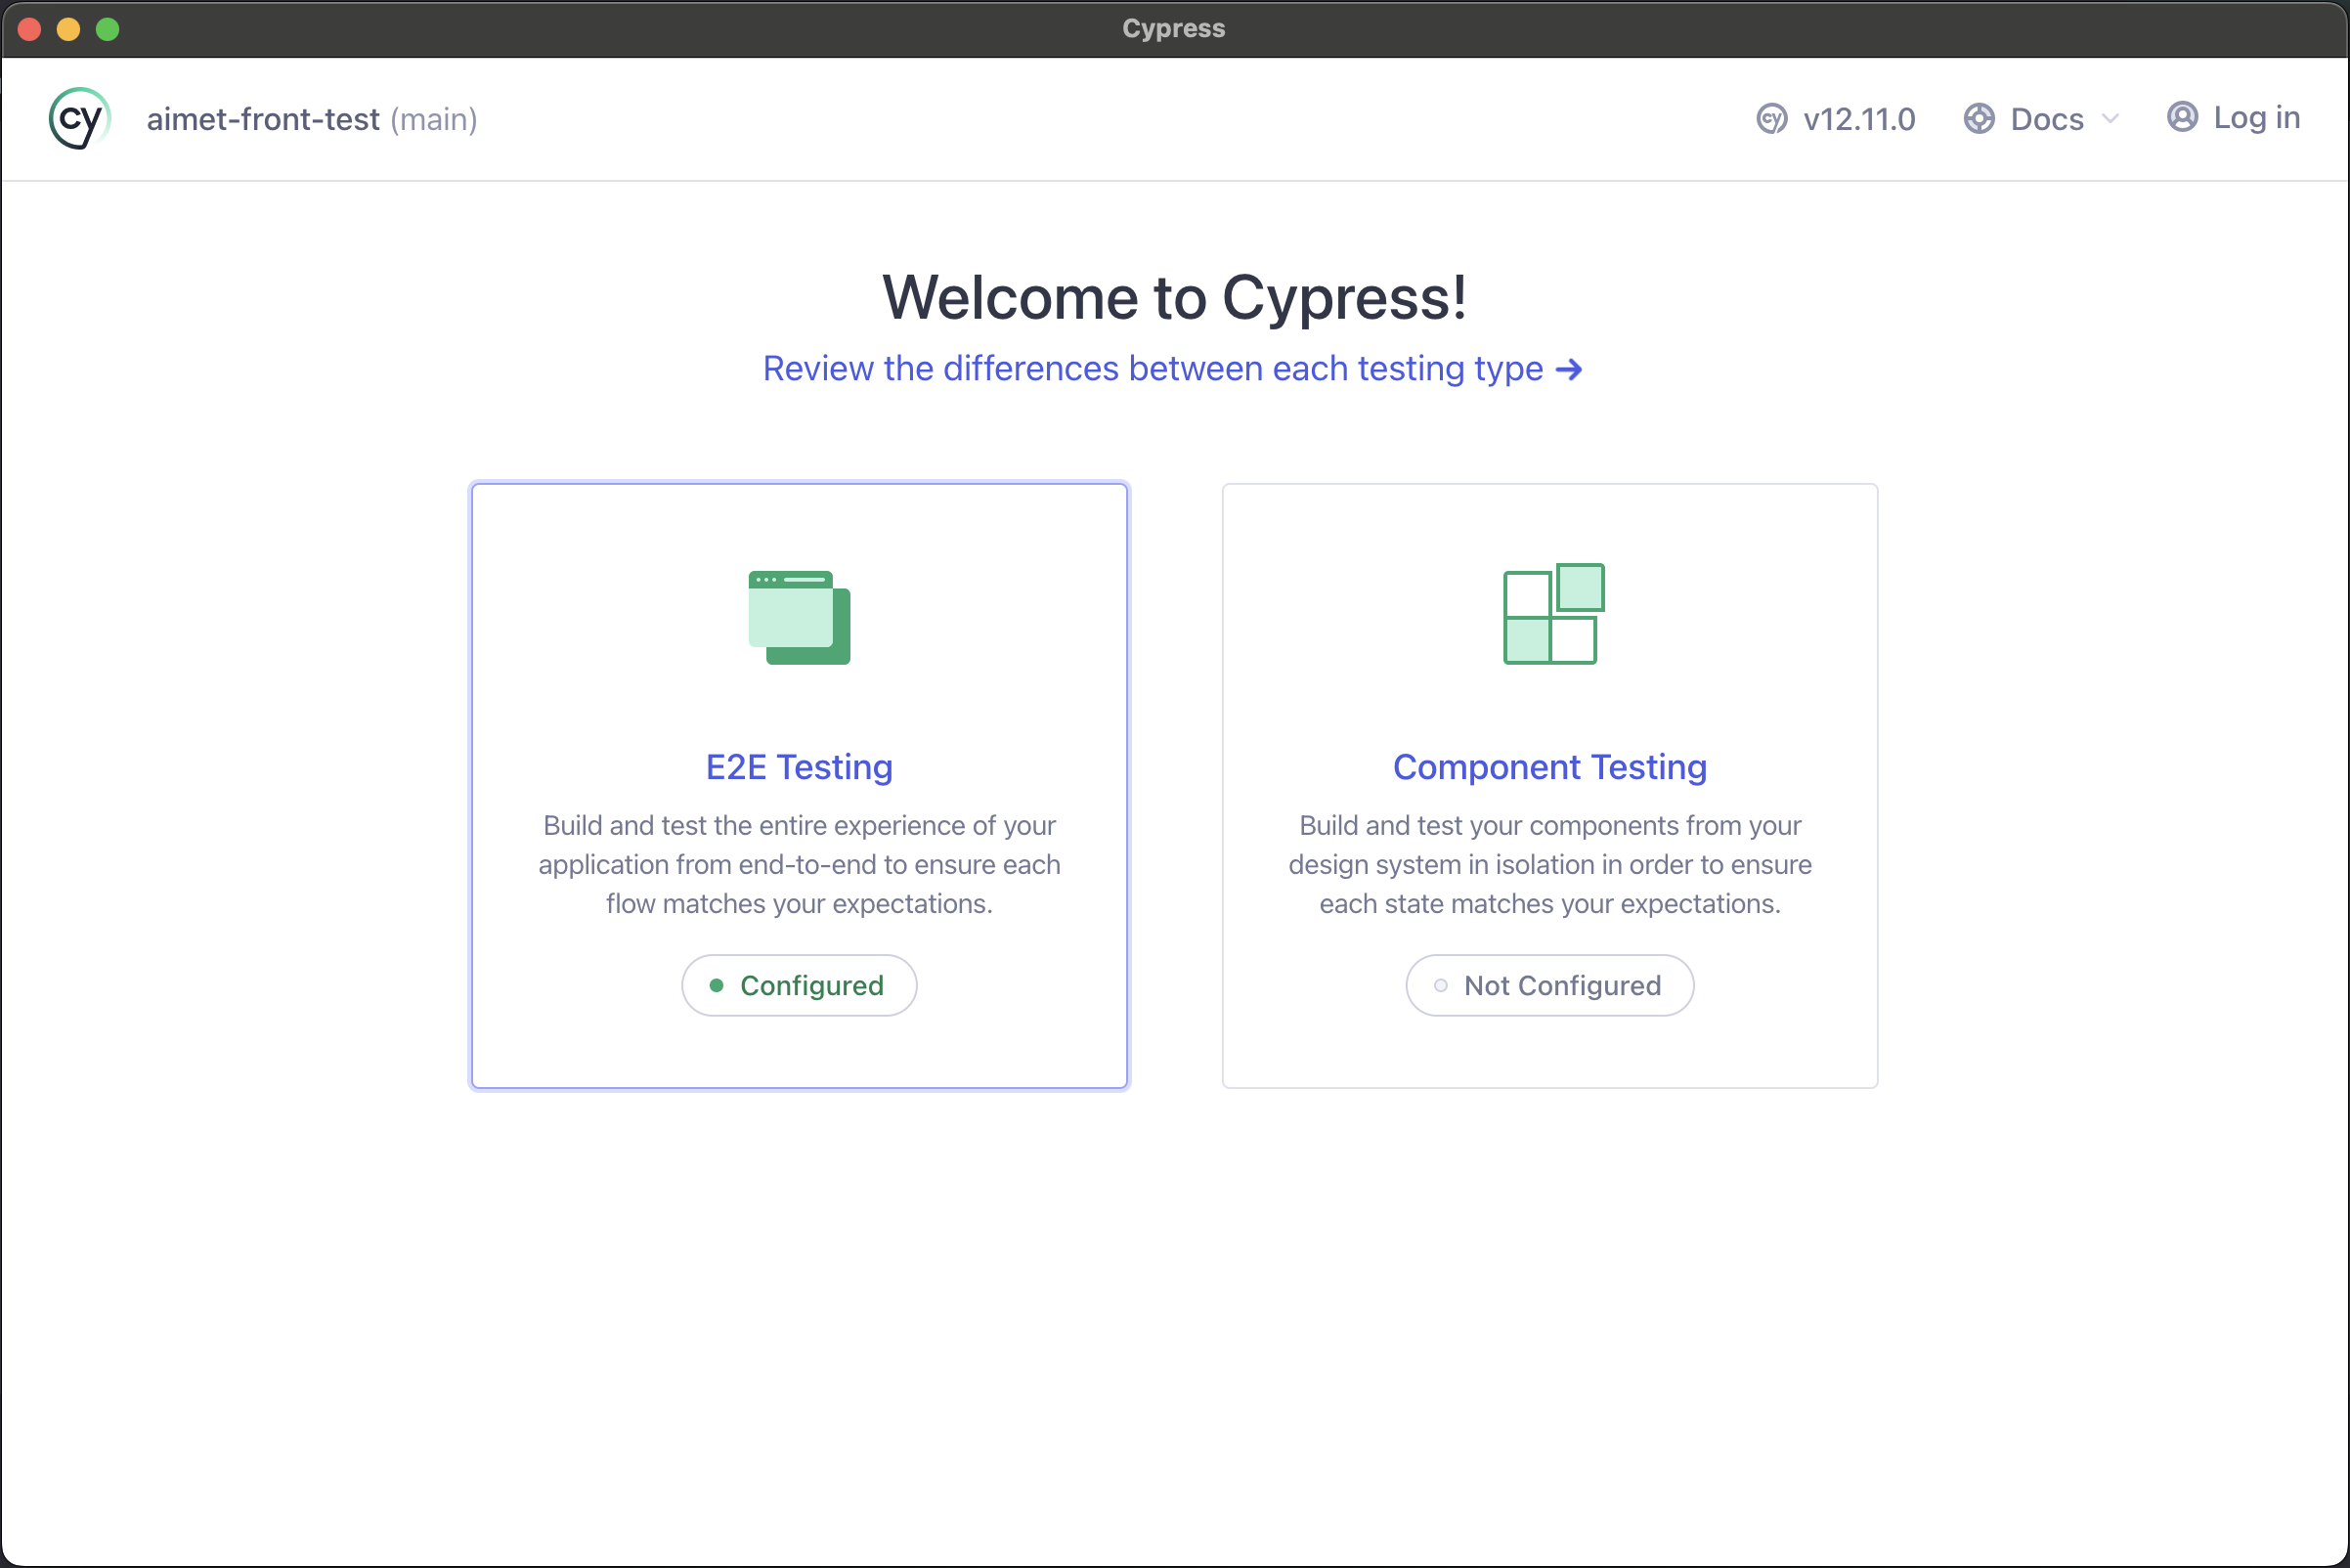 Cypress
cy
aimet-front-test (main)
cy v12.11.0
Docs
Log in
Welcome to Cypress!
Review the differences between each testing type →
E2E Testing
Build and test the entire experience of your
application from end-to-end to ensure each
flow matches your expectations.
Configured
Component Testing
Build and test your components from your
design system in isolation in order to ensure
each state matches your expectations.
Not Configured